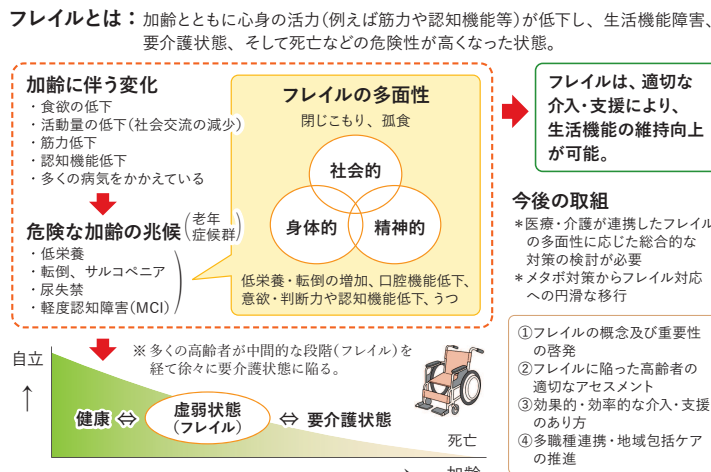 フレイルとは：加齢とともに心身の活力(例えば筋力や認知機能等)が低下し、生活機能障害、
要介護状態、そして死亡などの危険性が高くなった状態。
加齢に伴う変化
・食欲の低下
・活動量の低下(社会交流の減少)
・筋力低下
・認知機能低下
・多くの病気をかかえている
危険な加齢の兆候(老年症候群)
・低栄養
・転倒、サルコペニア
・尿失禁
・軽度認知障害(MCI)
フレイルの多面性
閉じこもり、孤食
社会的
身体的
精神的
低栄養・転倒の増加、口腔機能低下、
意欲・判断力や認知機能低下、うつ
フレイルは、適切な
介入・支援により、
生活機能の維持向上
が可能。
今後の取組
＊医療・介護が連携したフレイル
の多面性に応じた総合的な
対策の検討が必要
＊メタボ対策からフレイル対応
への円滑な移行
①フレイルの概念及び重要性
の啓発
②フレイルに陥った高齢者の
適切なアセスメント
③効果的・効率的な介入・支援
のあり方
④多職種連携・地域包括ケア
の推進
※多くの高齢者が中間的な段階(フレイル)を
経て徐々に要介護状態に陥る。
自立
↑
健康 ⇔ 虚弱状態 ⇔ 要介護状態
(フレイル)
死亡
→ 加齢